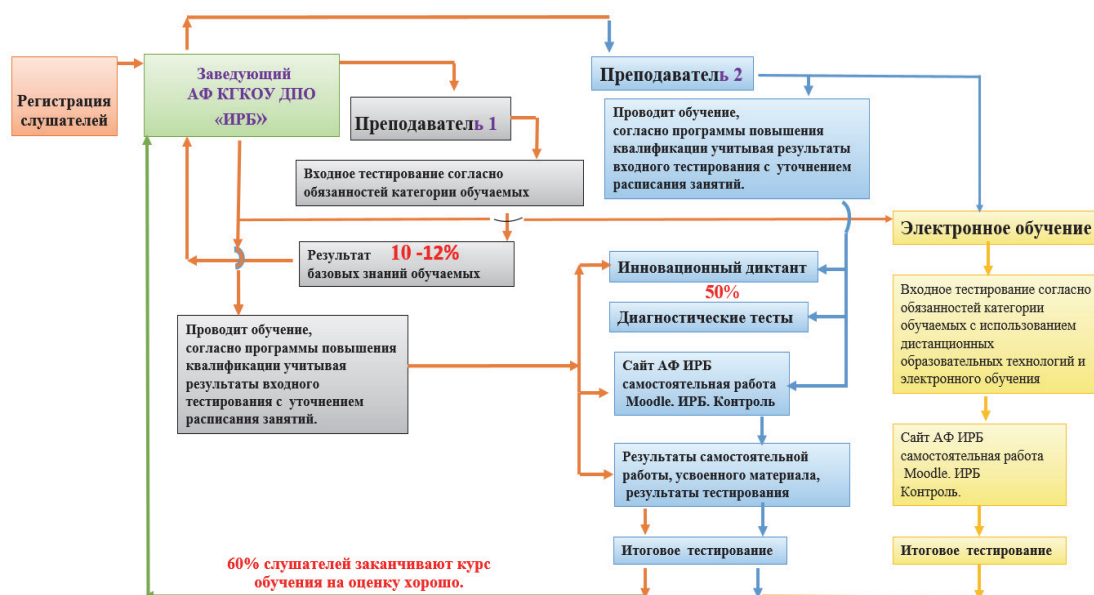 Регистрация
слушателей
Заведующий
АФ КГКОУ ДПО
«ИРБ»
Преподаватель 1
Входное тестирование согласно
обязанностей категории обучаемых
Результат 10 -12%
базовых знаний обучаемых
Проводит обучение,
согласно программы повышения
квалификации учитывая
результаты входного
тестирования с уточнением
расписания занятий.
Преподаватель 2
Проводит обучение,
согласно программы повышения
квалификации учитывая результаты
входного тестирования с уточнением
расписания занятий.
Инновационный диктант
50%
Диагностические тесты
Сайт АФ ИРБ
самостоятельная работа
Moodle. ИРБ. Контроль
Результаты самостоятельной
работы, усвоенного материала,
результаты тестирования
Итоговое тестирование
Электронное обучение
Входное тестирование согласно
обязанностей категории
обучаемых с использованием
дистанционных
образовательных технологий и
электронного обучения
Сайт АФ ИРБ
самостоятельная работа
Moodle. ИРБ
Контроль.
Итоговое тестирование
60% слушателей заканчивают курс
обучения на оценку хорошо.